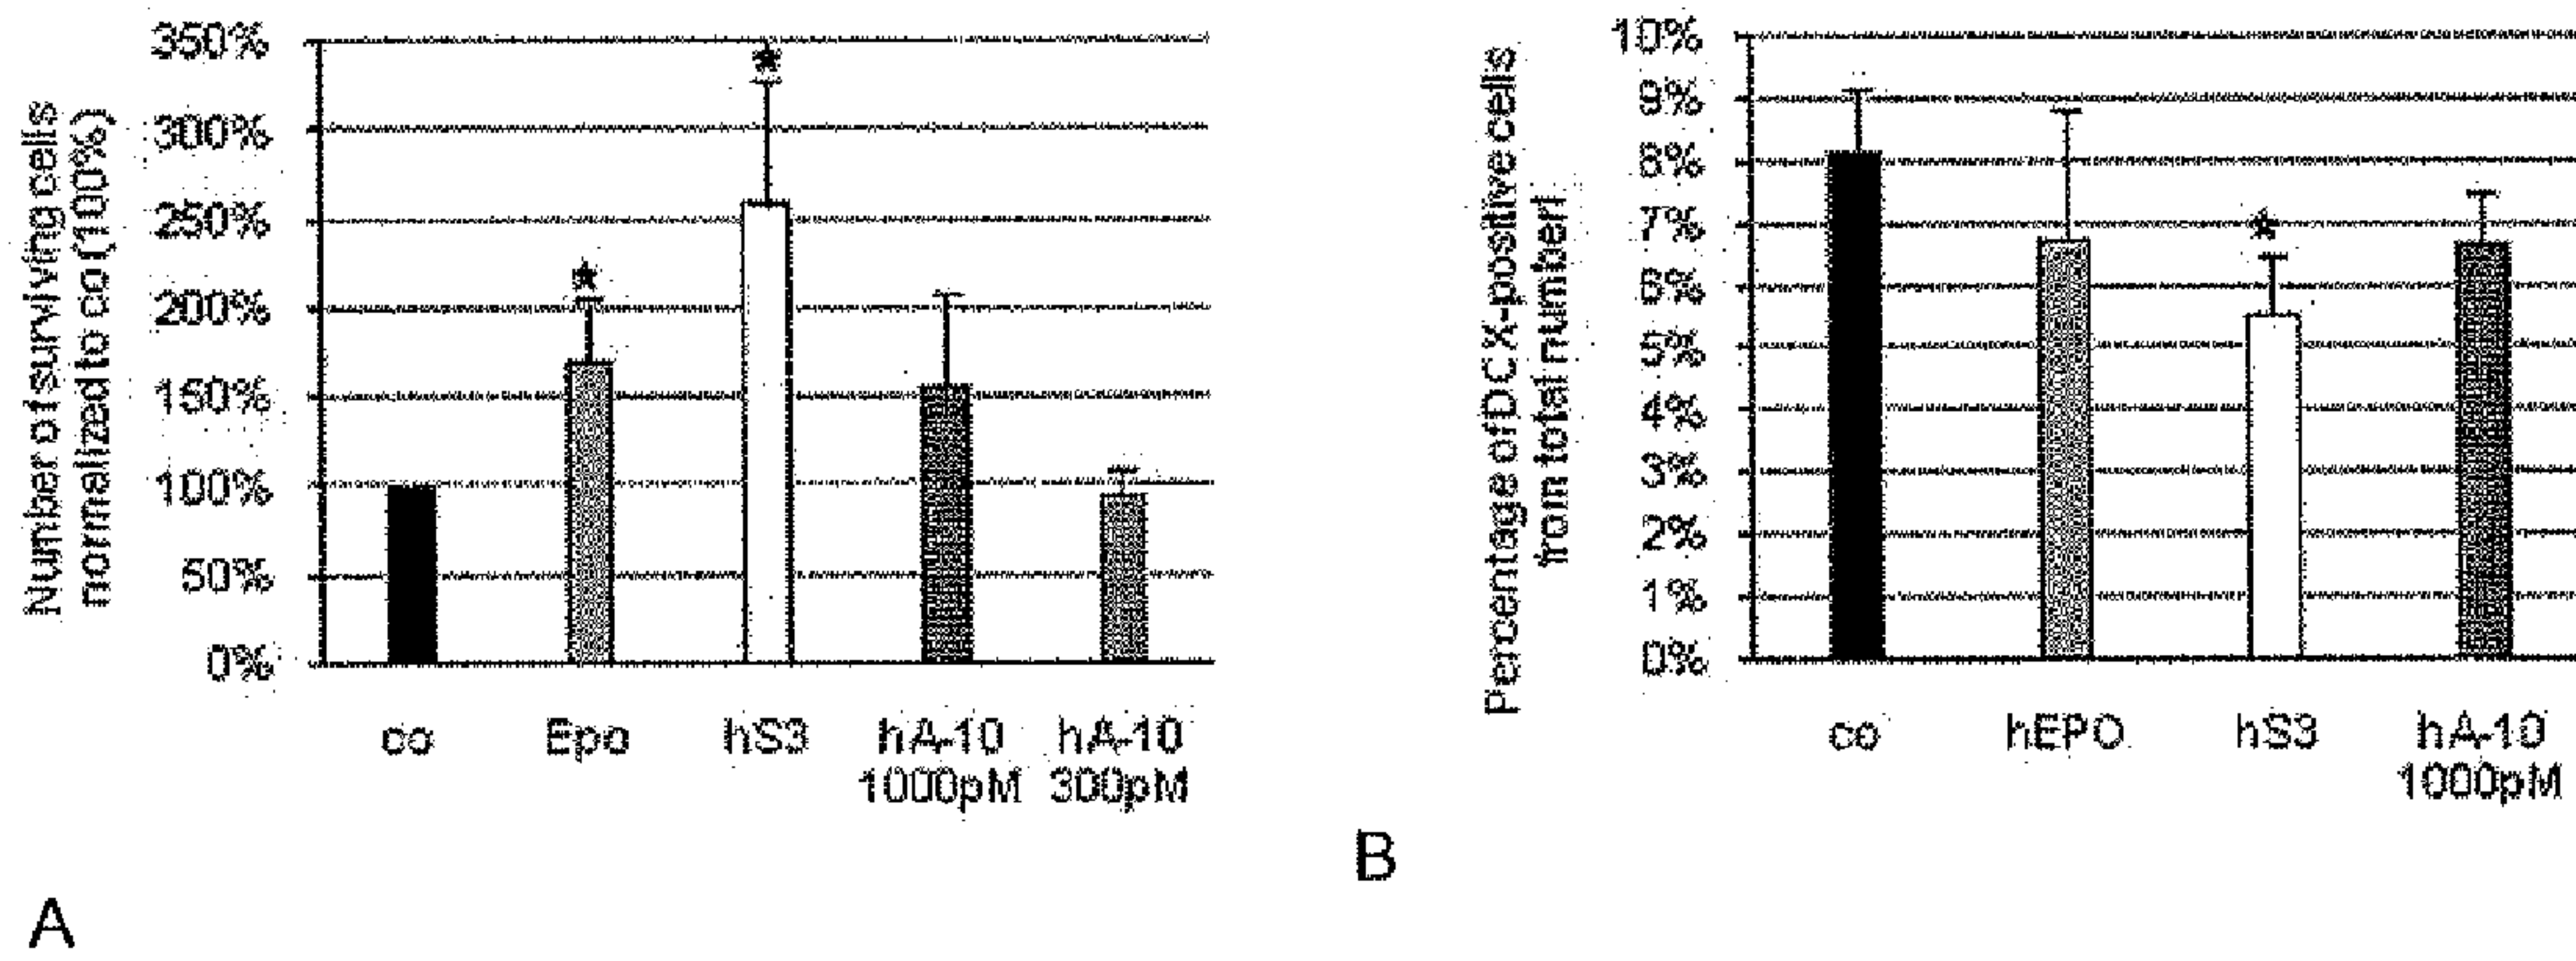 Number of surviving cells
normalized to co (100%)
350%
300%
250%
200%
150%
100%
50%
0%
*
*
co
Epo
hS3
hA-10
1000pM
hA-10
300pM
A
Percentage of DCX-positive cells
from total number
10%
9%
8%
7%
6%
5%
4%
3%
2%
1%
0%
*
co
hEPO
hS3
hA-10
1000pM
B